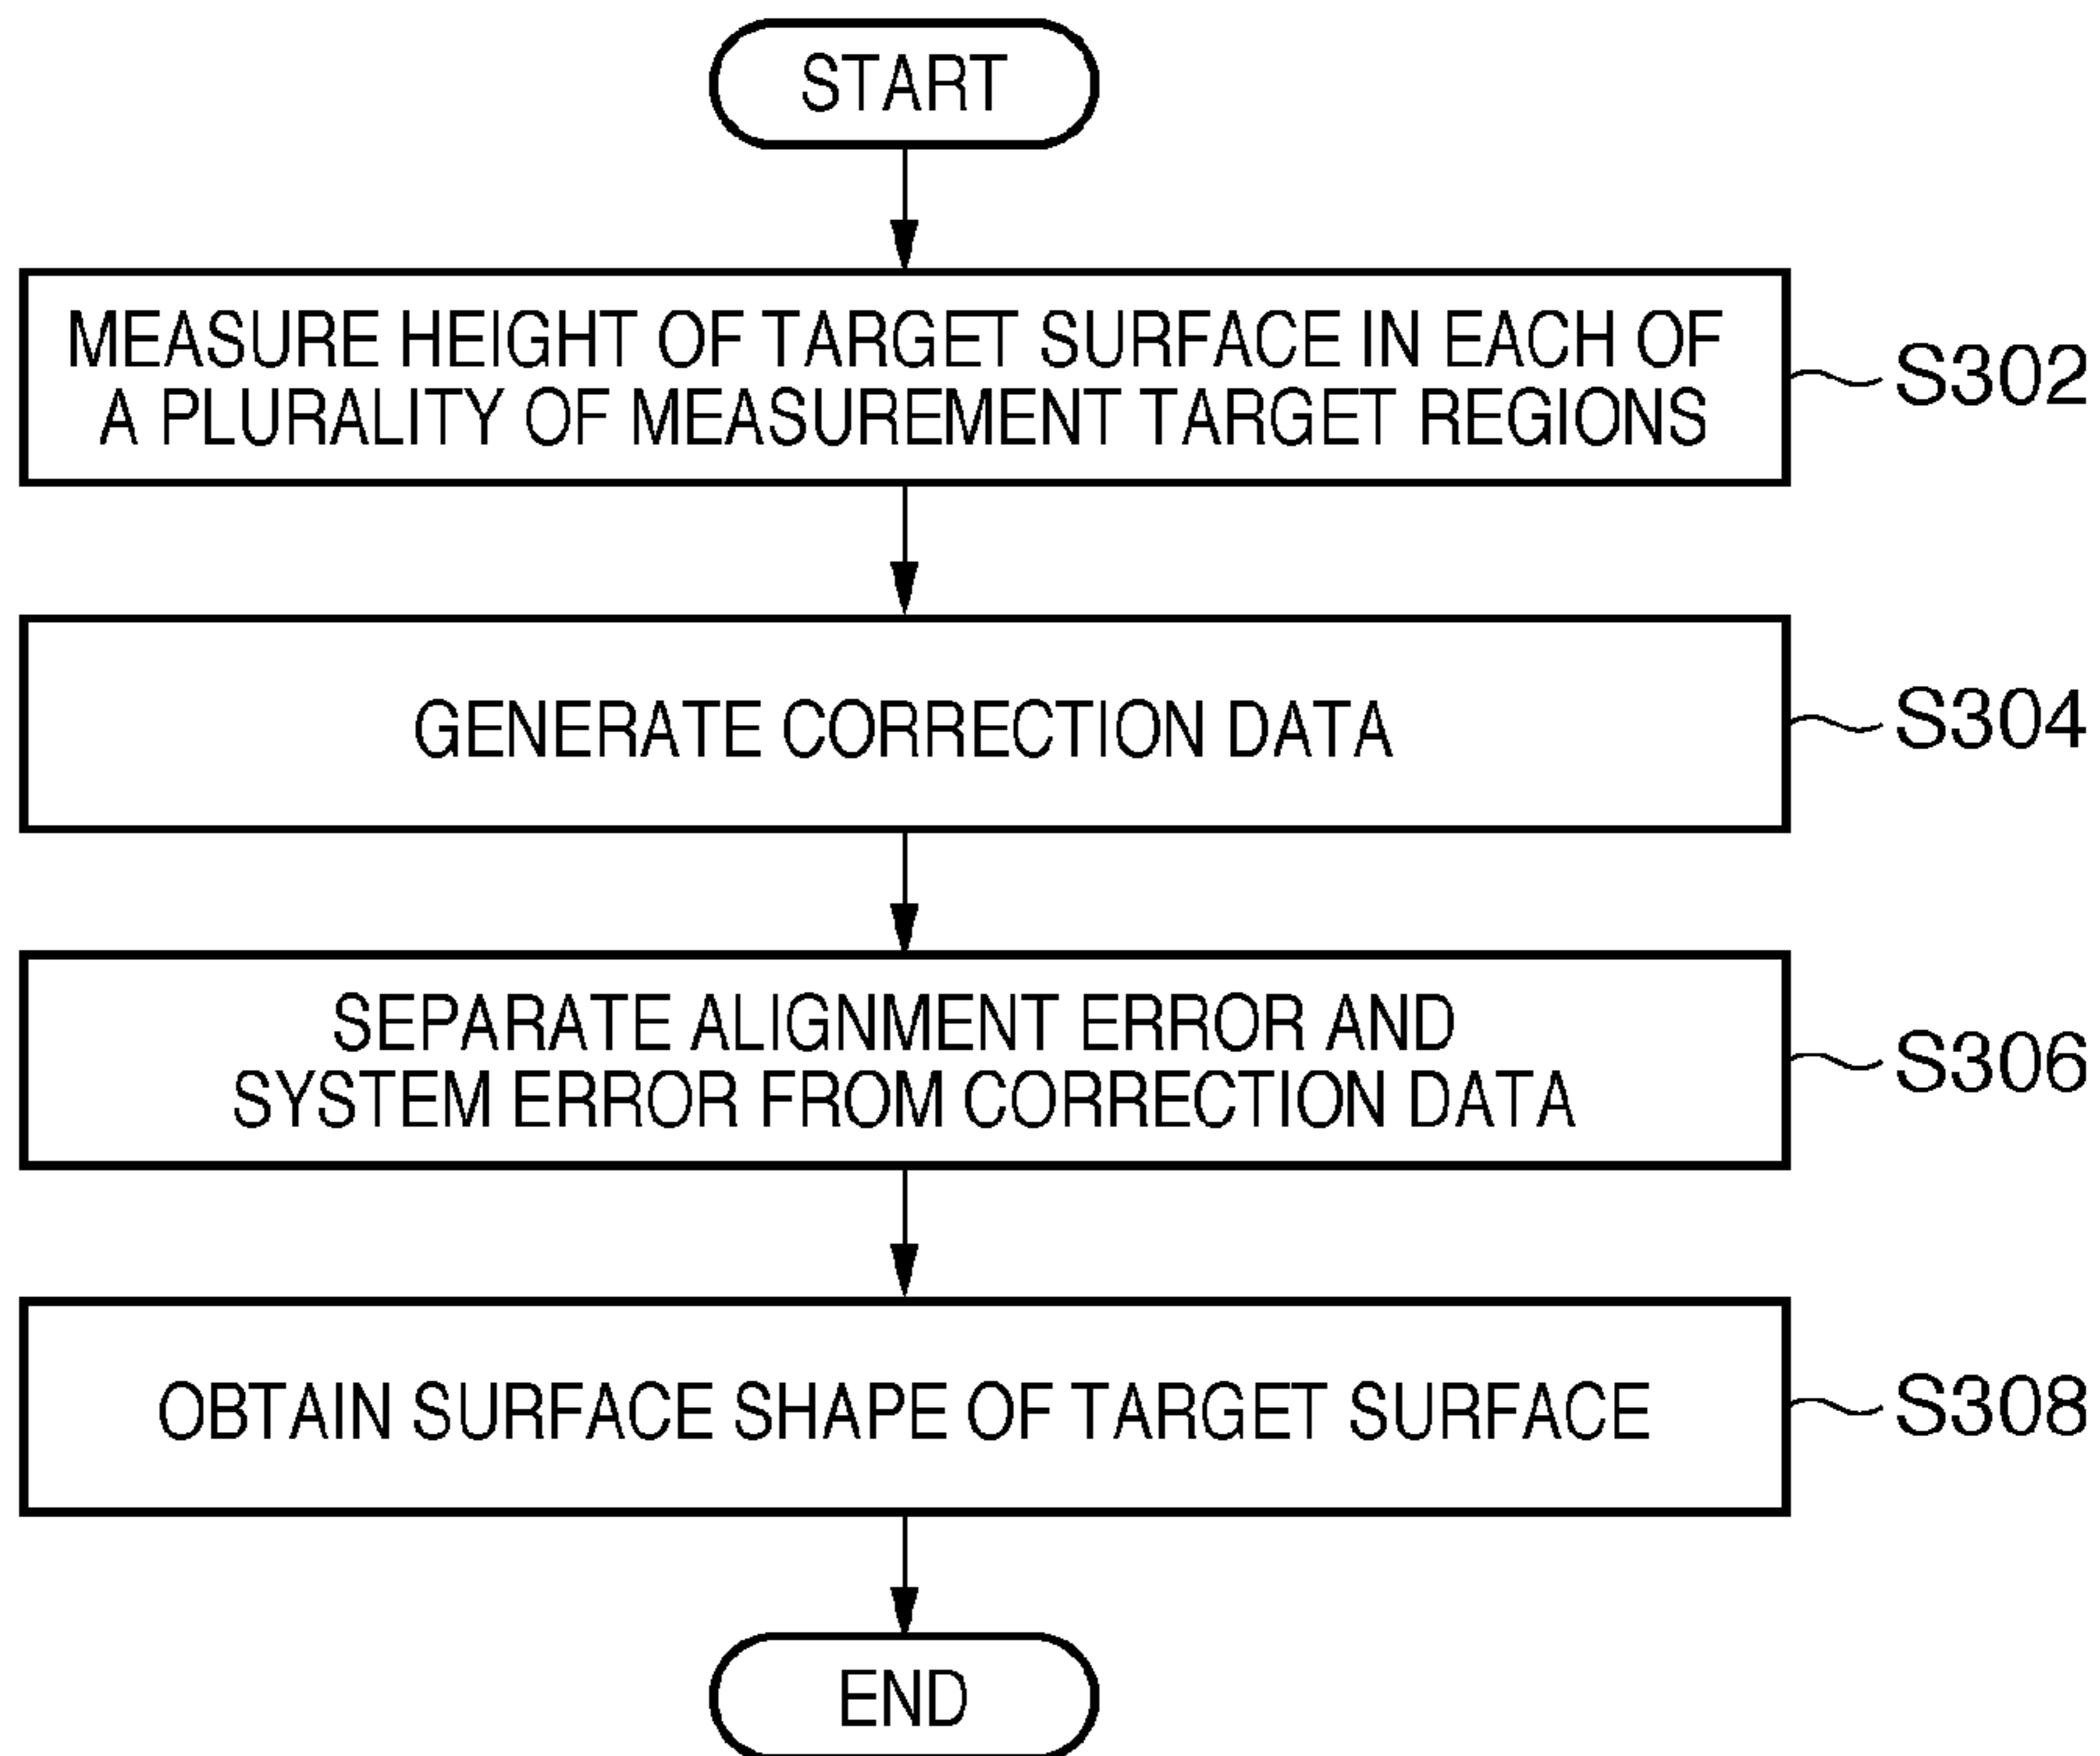 START
MEASURE HEIGHT OF TARGET SURFACE IN EACH OF
A PLURALITY OF MEASUREMENT TARGET REGIONS
S302
GENERATE CORRECTION DATA
S304
SEPARATE ALIGNMENT ERROR AND
SYSTEM ERROR FROM CORRECTION DATA
S306
OBTAIN SURFACE SHAPE OF TARGET SURFACE
S308
END